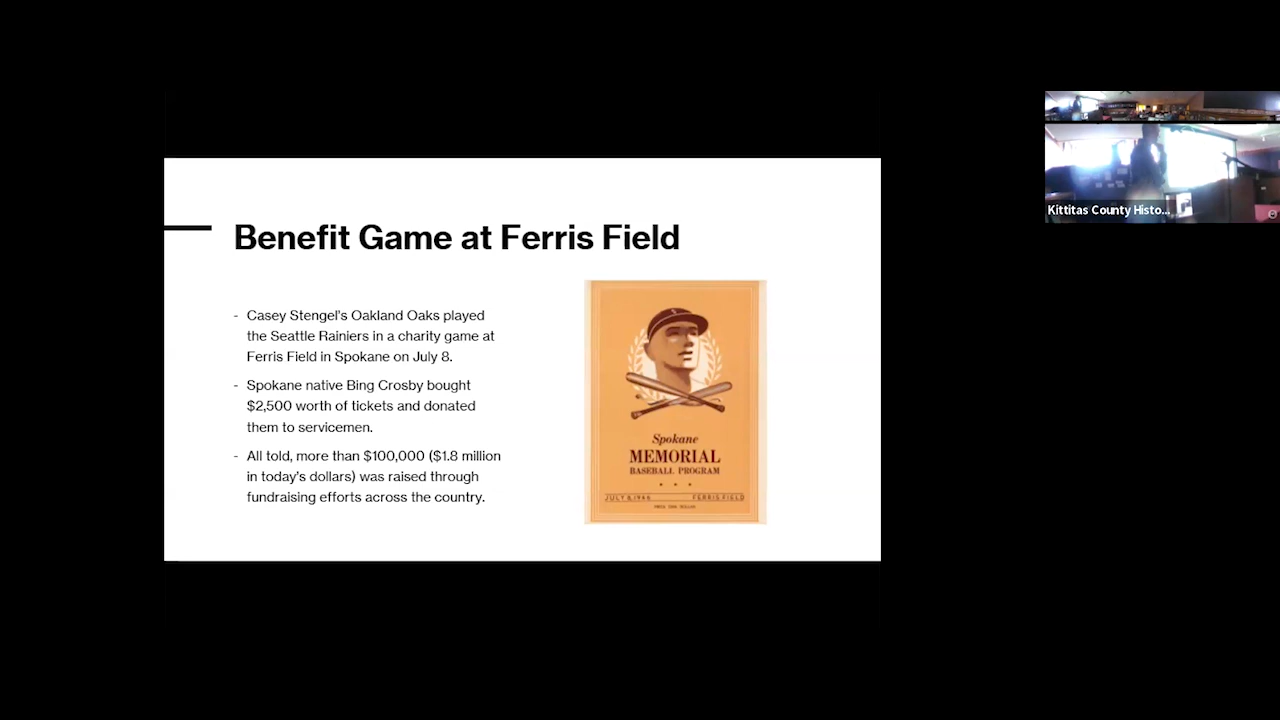 Benefit Game at Ferris Field
- Casey Stengel's Oakland Oaks played
the Seattle Rainiers in a charity game at
Ferris Field in Spokane on July 8.
- Spokane native Bing Crosby bought
$2,500 worth of tickets and donated
them to servicemen.
- All told, more than $100,000 ($1.8 million
in today's dollars) was raised through
fundraising efforts across the country.
Spokane
MEMORIAL
BASEBALL PROGRAM
JULY 8, 1946 FERRIS FIELD
Kittitas County Histo...